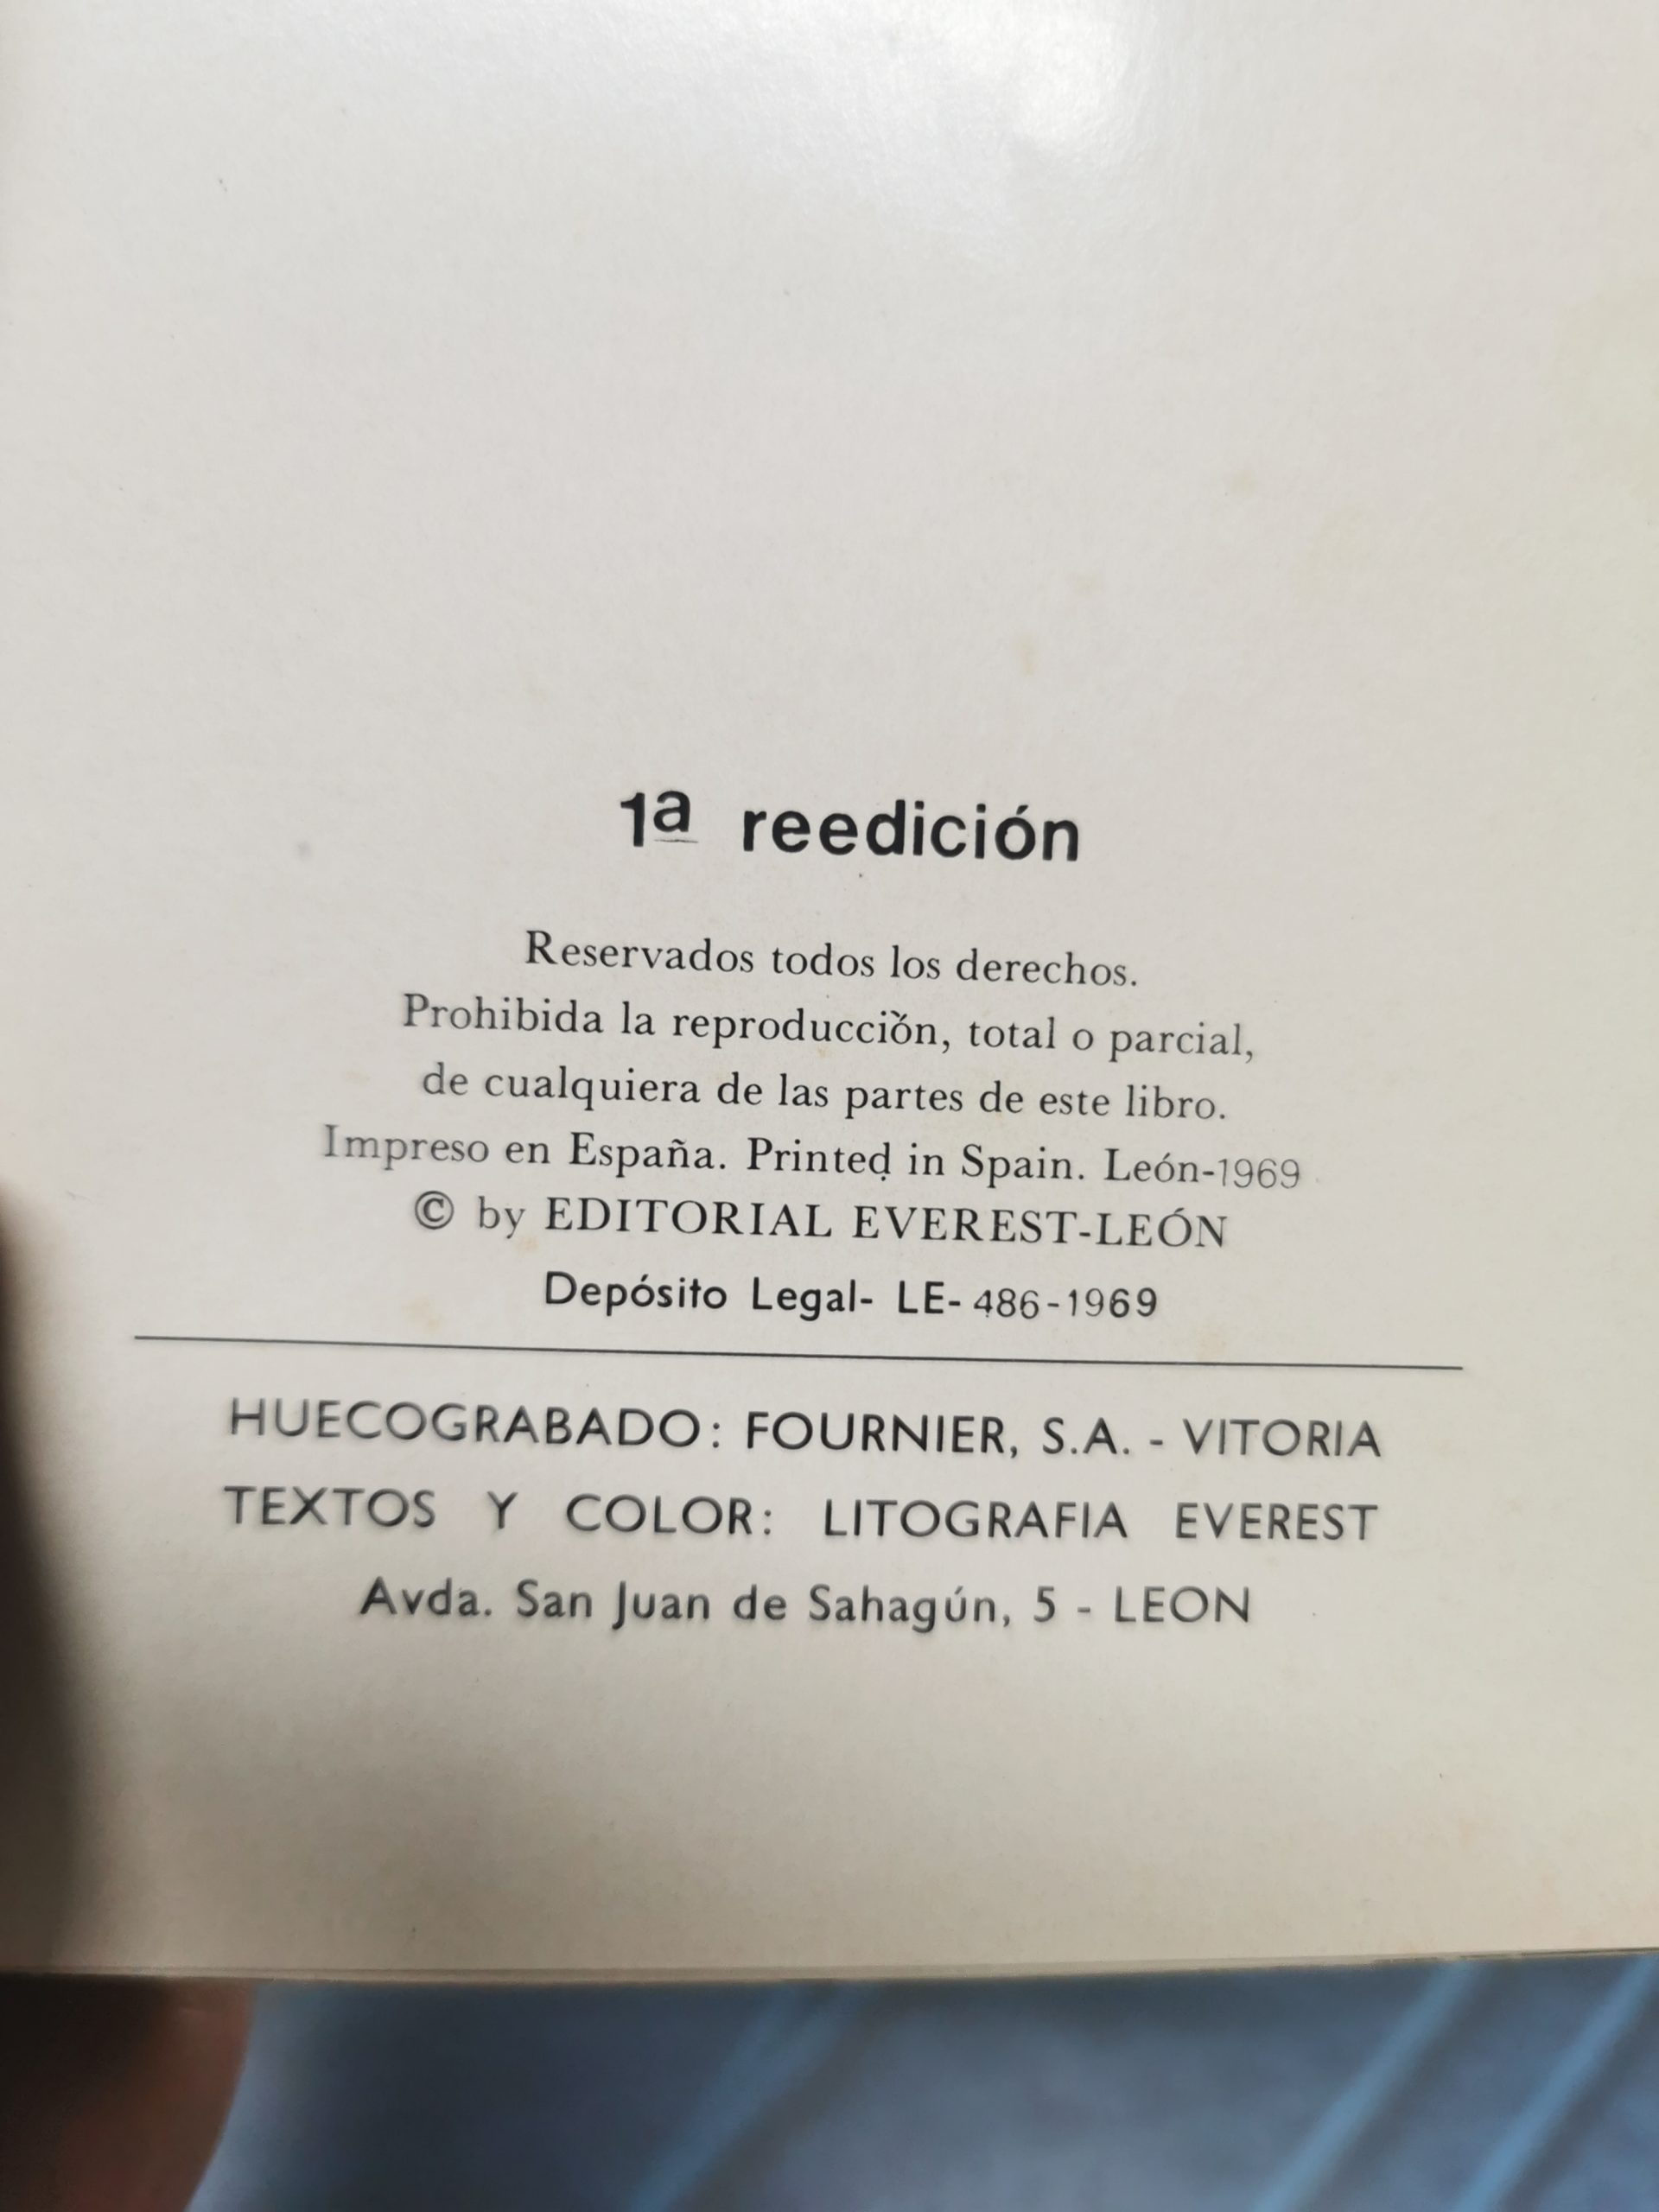 1ª reedición
Reservados todos los derechos.
Prohibida la reproducción, total o parcial,
de cualquiera de las partes de este libro.
Impreso en España. Printed in Spain. León-1969
© by EDITORIAL EVEREST-LEÓN
Depósito Legal- LE- 486-1969
HUECOGRABADO: FOURNIER, S.A. - VITORIA
TEXTOS Y COLOR: LITOGRAFIA EVEREST
Avda. San Juan de Sahagún, 5 - LEON